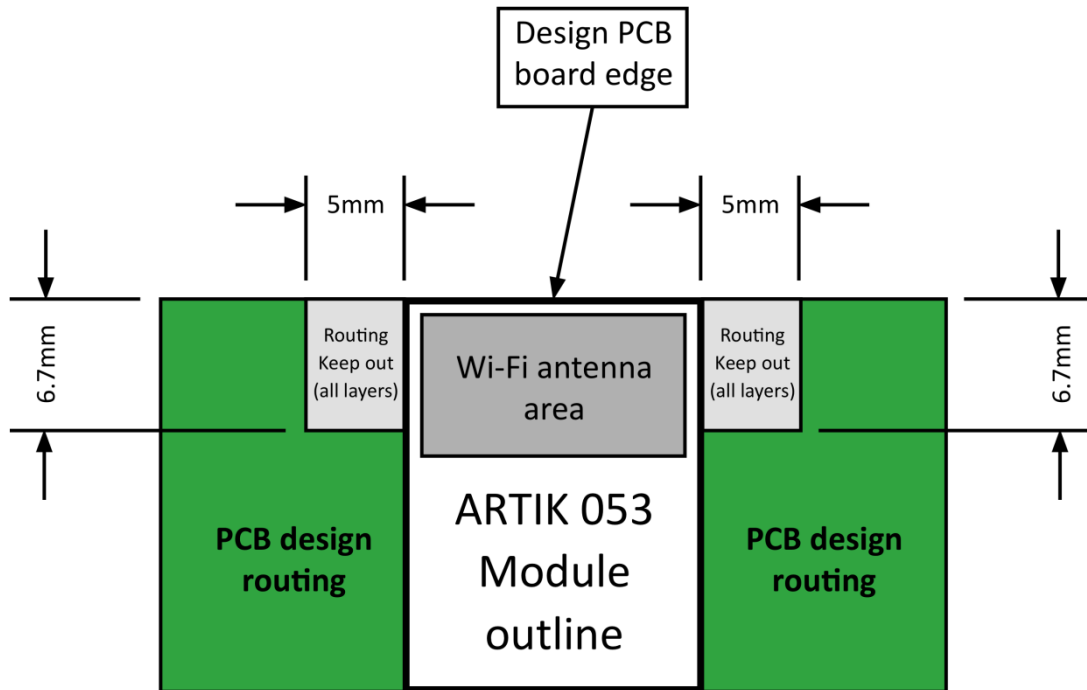 Design PCB
board edge
5mm
5mm
6.7mm
6.7mm
Routing
Keep out
(all layers)
Wi-Fi antenna
area
Routing
Keep out
(all layers)
PCB design
routing
ARTIK 053
Module
outline
PCB design
routing